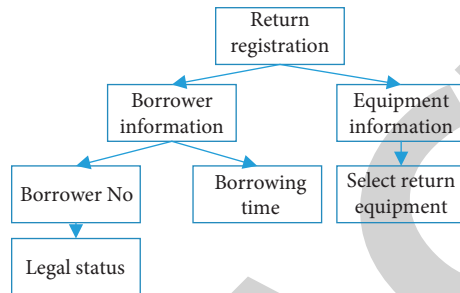 Return
registration
Borrower
information
Equipment
information
Borrower No
Borrowing
time
Select return
equipment
Legal status